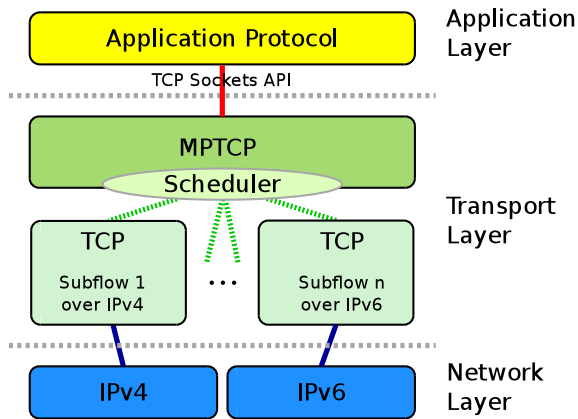 Application Protocol
Application
Layer
TCP Sockets API
MPTCP
Scheduler
Transport
Layer
TCP
Subflow 1
over IPv4
...
TCP
Subflow n
over IPv6
IPv4
IPv6
Network
Layer